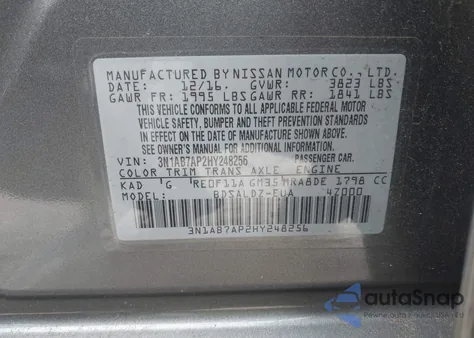 MANUFACTURED BY NISSAN MOTOR CO., LTD.
DATE: 12/16 GVWR: 3823 LBS
GAWR FR: 1995 LBS GAWR RR: 1841 LBS
THIS VEHICLE CONFORMS TO ALL APPLICABLE FEDERAL MOTOR
VEHICLE SAFETY, BUMPER AND THEFT PREVENTION STANDARDS
IN EFFECT ON THE DATE OF MANUFACTURE SHOWN ABOVE.
SEE OWNER'S MANUAL FOR ADDITIONAL INFORMATION.
VIN: 3N1AB7AP2HY248256 PASSENGER CAR.
COLOR TRIM TRANS AXLE ENGINE
KAD G RE0F11A GM35 MRA8DE 1798 CC
MODEL: BDSALDZ-EUA 4Z000
3N1AB7AP2HY248256
autoSnap